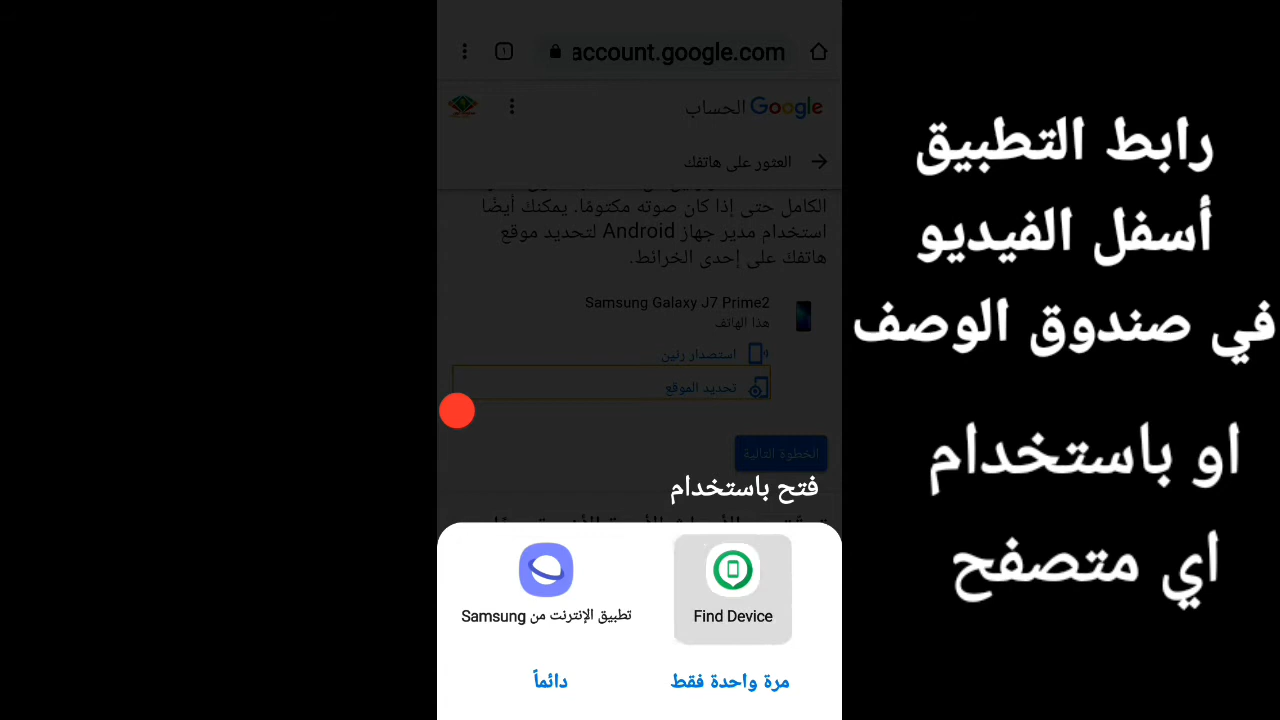 account.google.com
١
Google الحساب
العثور على هاتفك
الكامل حتى إذا كان صوته مكتومًا. يمكنك أيضًا
استخدام مدير جهاز Android لتحديد موقع
هاتفك على إحدى الخرائط.
Samsung Galaxy J7 Prime2
هذا الهاتف
استصدار رنين
تحديد الموقع
الخطوة التالية
فتح باستخدام
Find Device
تطبيق الإنترنت من Samsung
مرة واحدة فقط
دائماً
رابط التطبيق
أسفل الفيديو
في صندوق الوصف
او باستخدام
اي متصفح